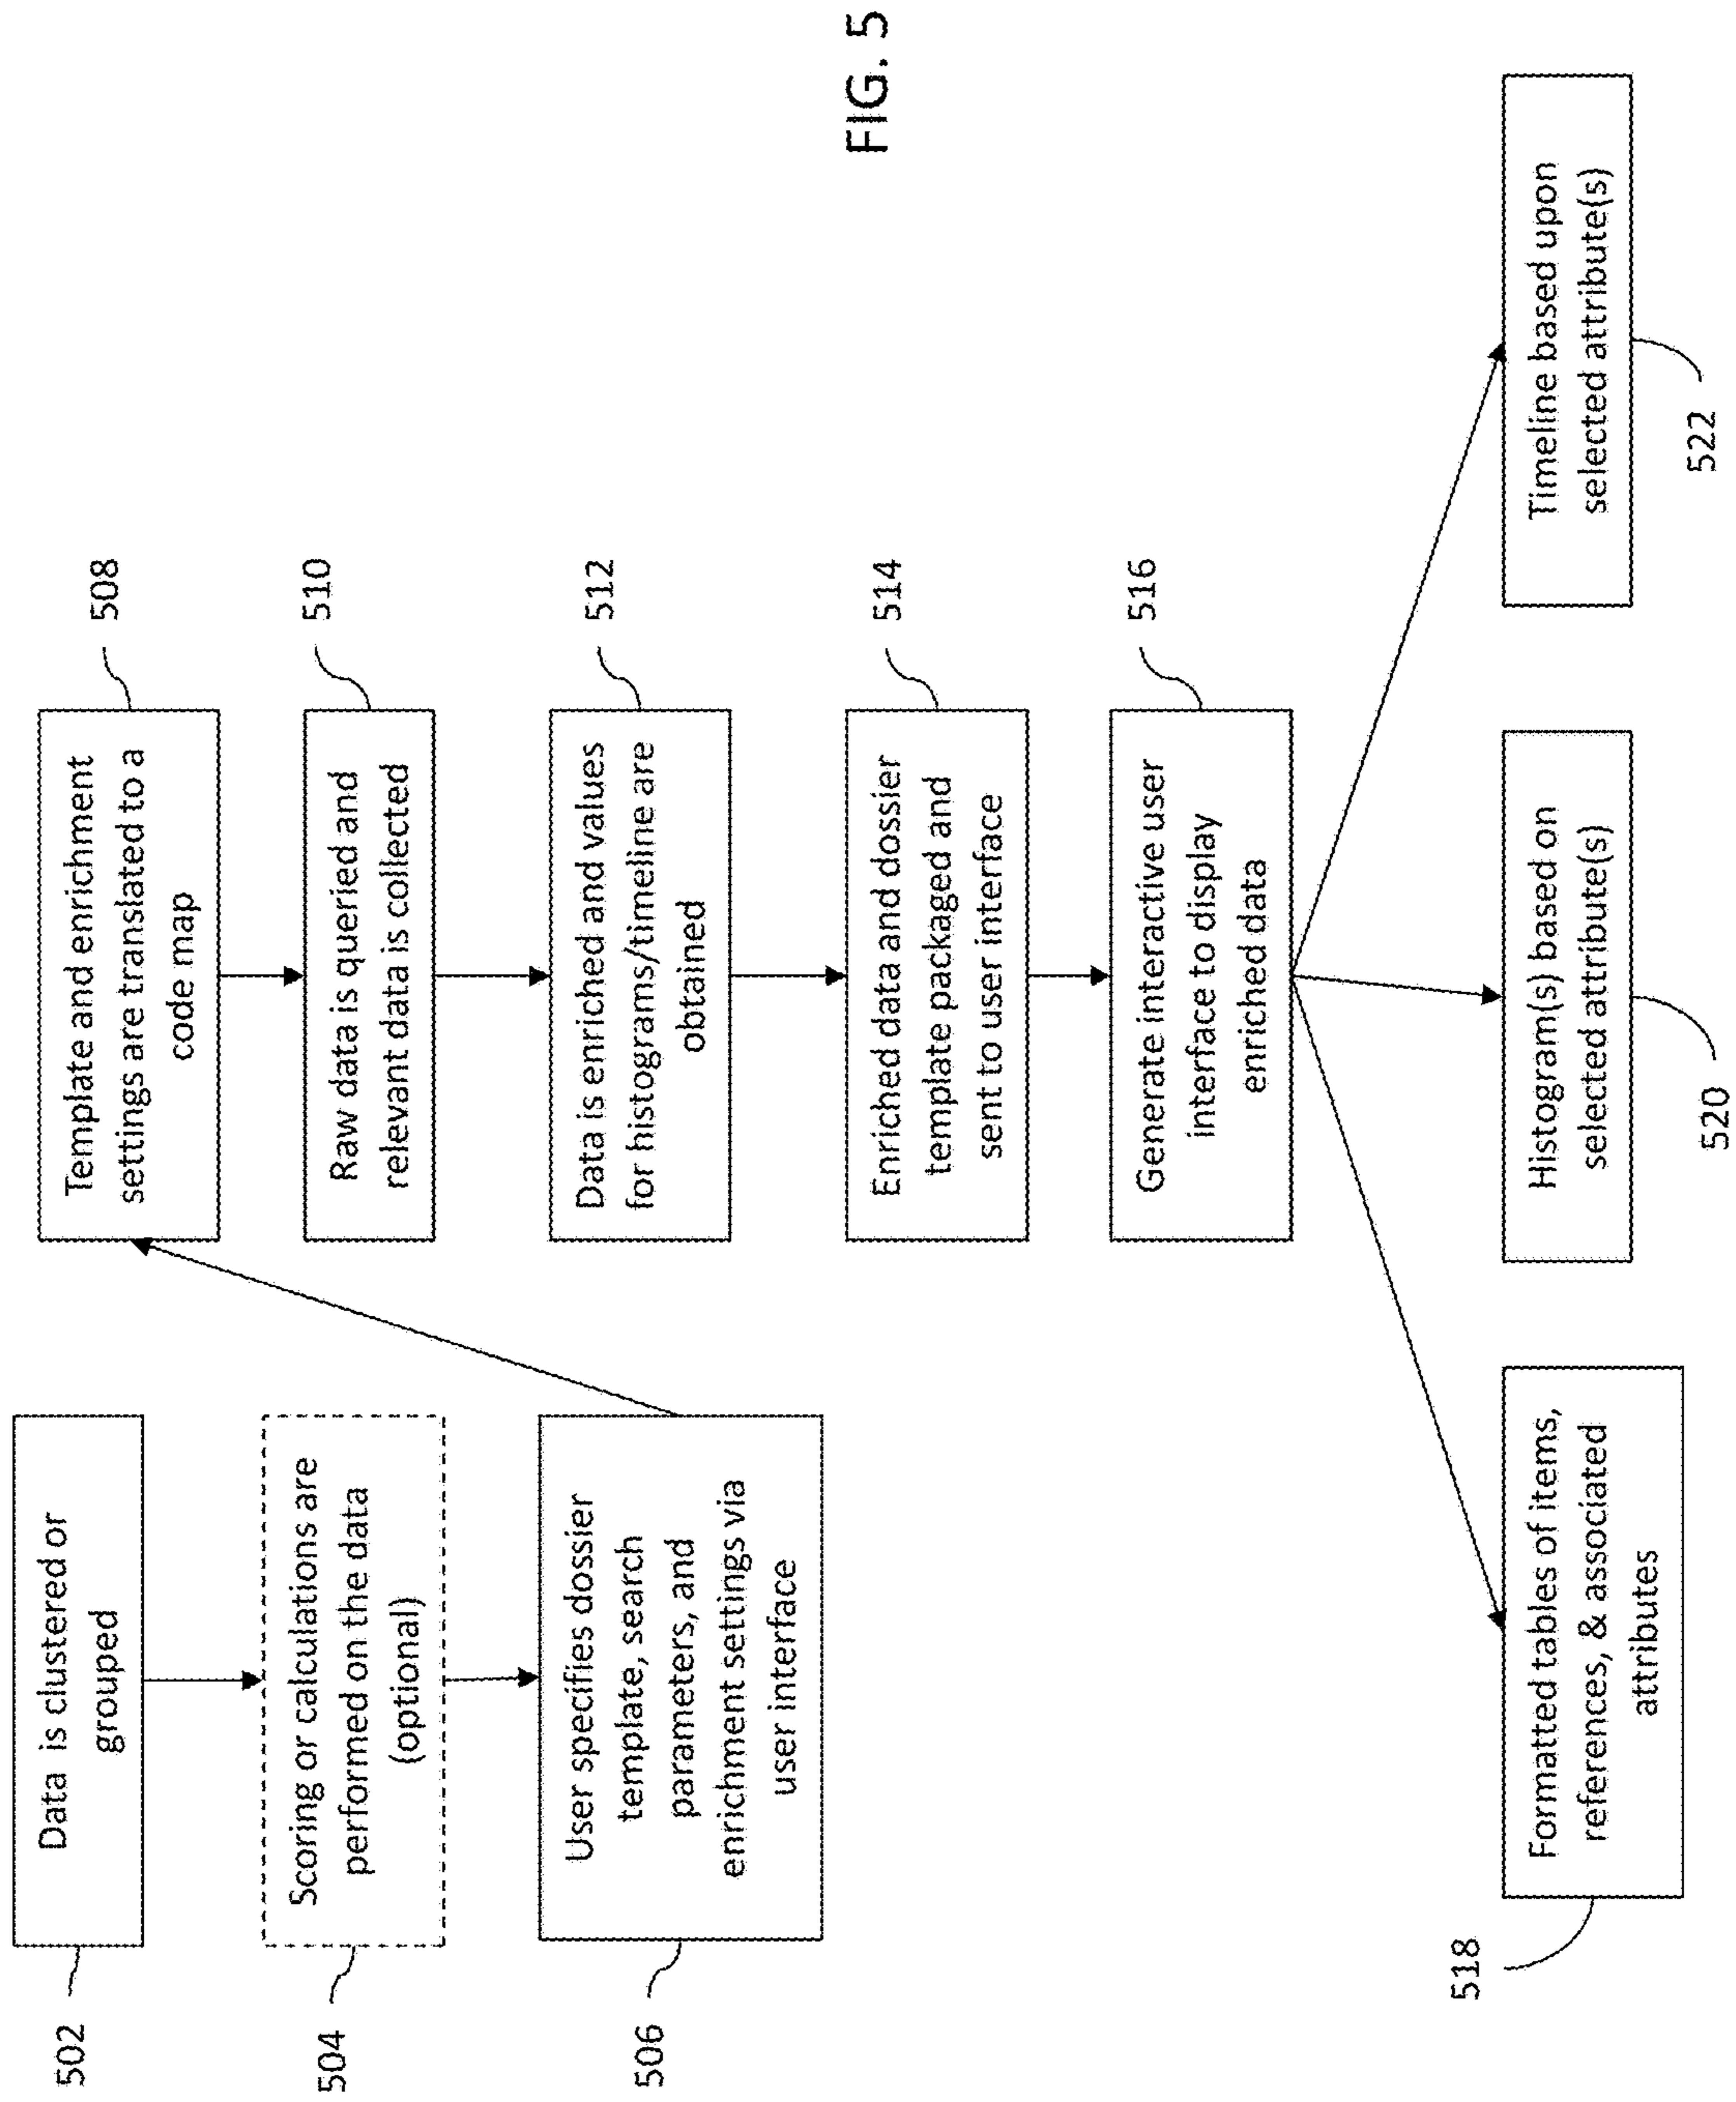 502
Data is clustered or
grouped
504
Scoring or calculations are
performed on the data
(optional)
506
User specifies dossier
template, search
parameters, and
enrichment settings via
user interface
508
Template and enrichment
settings are translated to a
code map
510
Raw data is queried and
relevant data is collected
512
Data is enriched and values
for histograms/timeline are
obtained
514
Enriched data and dossier
template packaged and
sent to user interface
516
Generate interactive user
interface to display
enriched data
518
Formatted tables of items,
references, & associated
attributes
520
Histogram(s) based on
selected attribute(s)
522
Timeline based upon
selected attribute(s)
FIG. 5